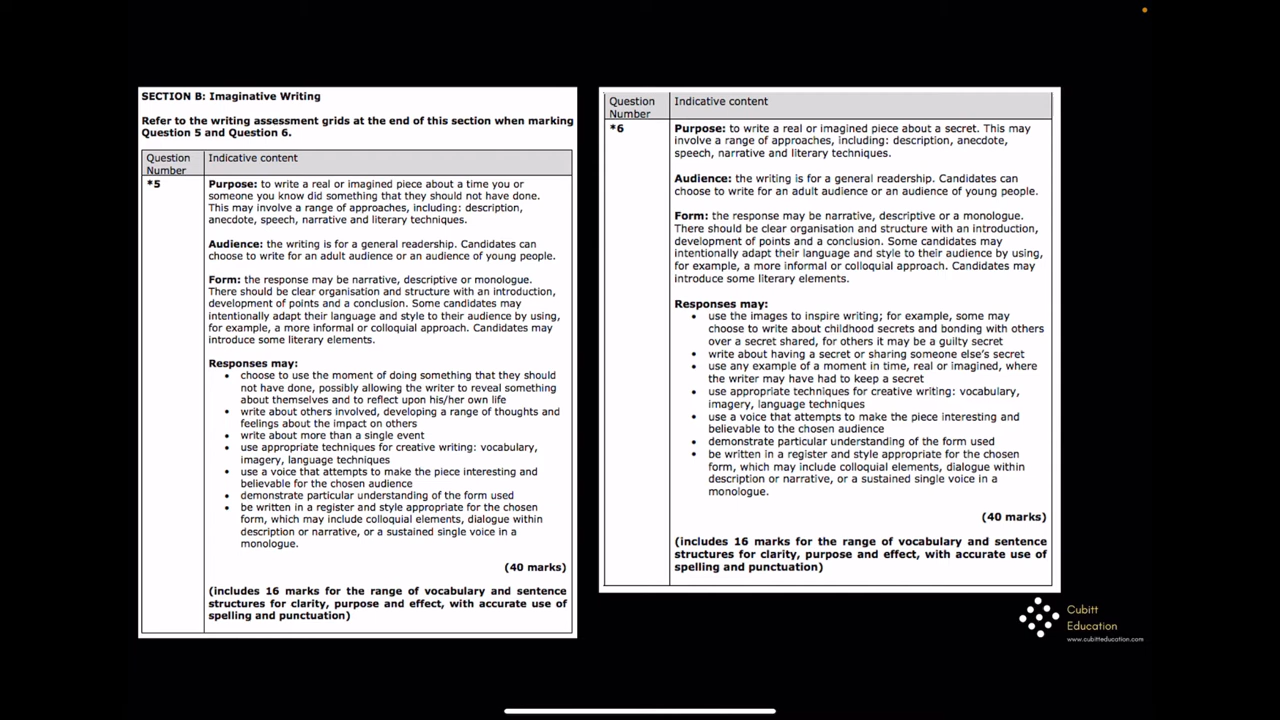 SECTION B: Imaginative Writing
Refer to the writing assessment grids at the end of this section when marking
Question 5 and Question 6.
Question
Number
Indicative content
*5
Purpose: to write a real or imagined piece about a time you or
someone you know did something that they should not have done.
This may involve a range of approaches, including: description,
anecdote, speech, narrative and literary techniques.
Audience: the writing is for a general readership. Candidates can
choose to write for an adult audience or an audience of young people.
Form: the response may be narrative, descriptive or monologue.
There should be clear organisation and structure with an introduction,
development of points and a conclusion. Some candidates may
intentionally adapt their language and style to their audience by using,
for example, a more informal or colloquial approach. Candidates may
introduce some literary elements.
Responses may:
• choose to use the moment of doing something that they should
not have done, possibly allowing the writer to reveal something
about themselves and to reflect upon his/her own life
• write about others involved, developing a range of thoughts and
feelings about the impact on others
• write about more than a single event
• use appropriate techniques for creative writing: vocabulary,
imagery, language techniques
• use a voice that attempts to make the piece interesting and
believable for the chosen audience
• demonstrate particular understanding of the form used
• be written in a register and style appropriate for the chosen
form, which may include colloquial elements, dialogue within
description or narrative, or a sustained single voice in a
monologue.
(40 marks)
(includes 16 marks for the range of vocabulary and sentence
structures for clarity, purpose and effect, with accurate use of
spelling and punctuation)
Question
Number
Indicative content
*6
Purpose: to write a real or imagined piece about a secret. This may
involve a range of approaches, including: description, anecdote,
speech, narrative and literary techniques.
Audience: the writing is for a general readership. Candidates can
choose to write for an adult audience or an audience of young people.
Form: the response may be narrative, descriptive or a monologue.
There should be clear organisation and structure with an introduction,
development of points and a conclusion. Some candidates may
intentionally adapt their language and style to their audience by using,
for example, a more informal or colloquial approach. Candidates may
introduce some literary elements.
Responses may:
• use the images to inspire writing; for example, some may
choose to write about childhood secrets and bonding with others
over a secret shared, for others it may be a guilty secret
• write about having a secret or sharing someone else's secret
• use any example of a moment in time, real or imagined, where
the writer may have had to keep a secret
• use appropriate techniques for creative writing: vocabulary,
imagery, language techniques
• use a voice that attempts to make the piece interesting and
believable to the chosen audience
• demonstrate particular understanding of the form used
• be written in a register and style appropriate for the chosen
form, which may include colloquial elements, dialogue within
description or narrative, or a sustained single voice in a
monologue.
(40 marks)
(includes 16 marks for the range of vocabulary and sentence
structures for clarity, purpose and effect, with accurate use of
spelling and punctuation)
Cubitt
Education
www.cubitteducation.com